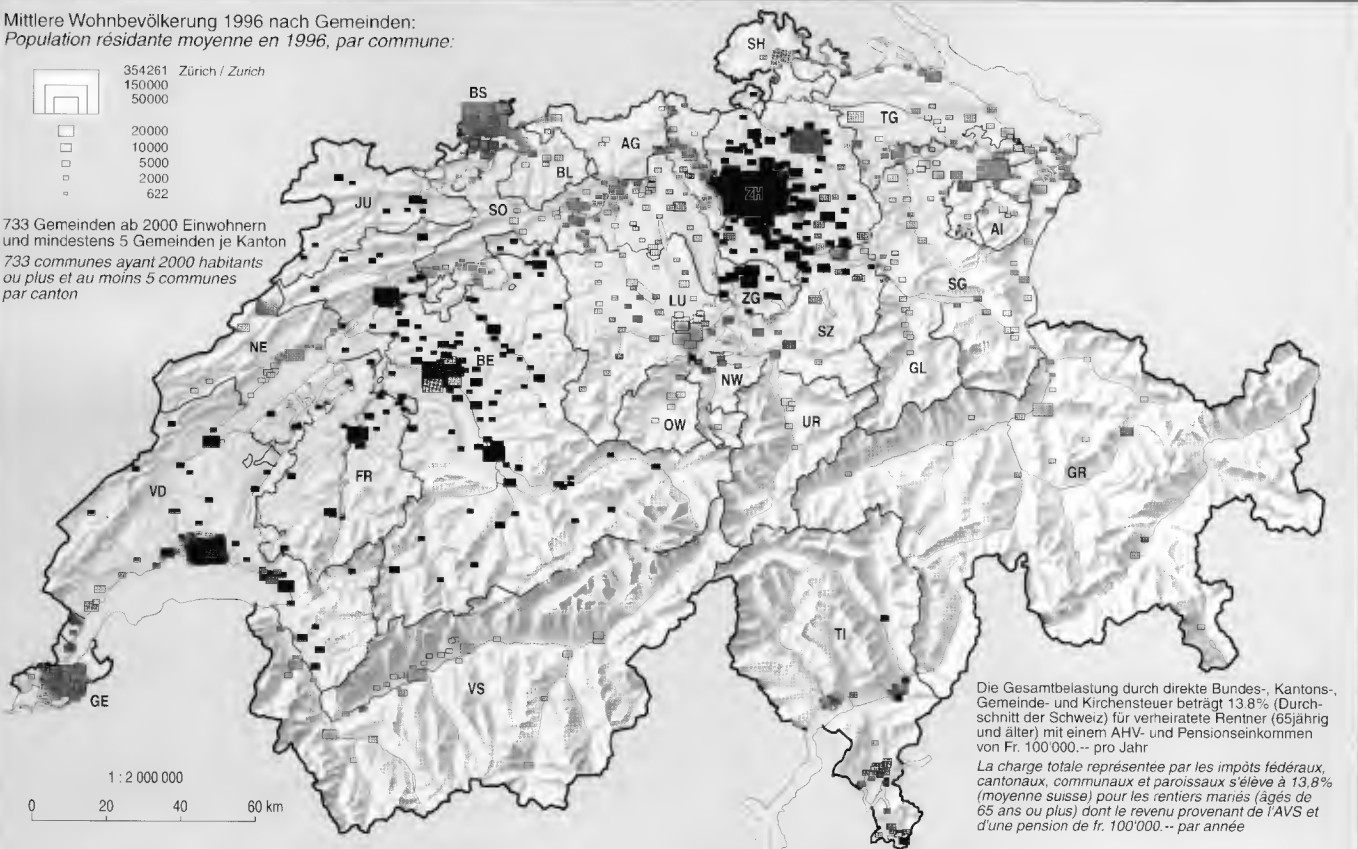 Mittlere Wohnbevölkerung 1996 nach Gemeinden:
Population résidante moyenne en 1996, par commune:
354261 Zürich / Zurich
150000
50000
20000
10000
5000
2000
622
733 Gemeinden ab 2000 Einwohnern
und mindestens 5 Gemeinden je Kanton
733 communes ayant 2000 habitants
ou plus et au moins 5 communes
par canton
SH
BS
TG
AG
BL
ZH
JU
SO
AI
SG
LU
ZG
SZ
NE
BE
NW
GL
OW
UR
FR
GR
VD
TI
VS
GE
1 : 2 000 000
0 20 40 60 km
Die Gesamtbelastung durch direkte Bundes-, Kantons-,
Gemeinde- und Kirchensteuer beträgt 13.8% (Durch-
schnitt der Schweiz) für verheiratete Rentner (65jährig
und älter) mit einem AHV- und Pensionseinkommen
von Fr. 100'000.-- pro Jahr
La charge totale représentée par les impôts fédéraux,
cantonaux, communaux et paroissaux s'élève à 13,8%
(moyenne suisse) pour les rentiers mariés (âgés de
65 ans ou plus) dont le revenu provenant de l'AVS et
d'une pension de fr. 100'000.-- par année